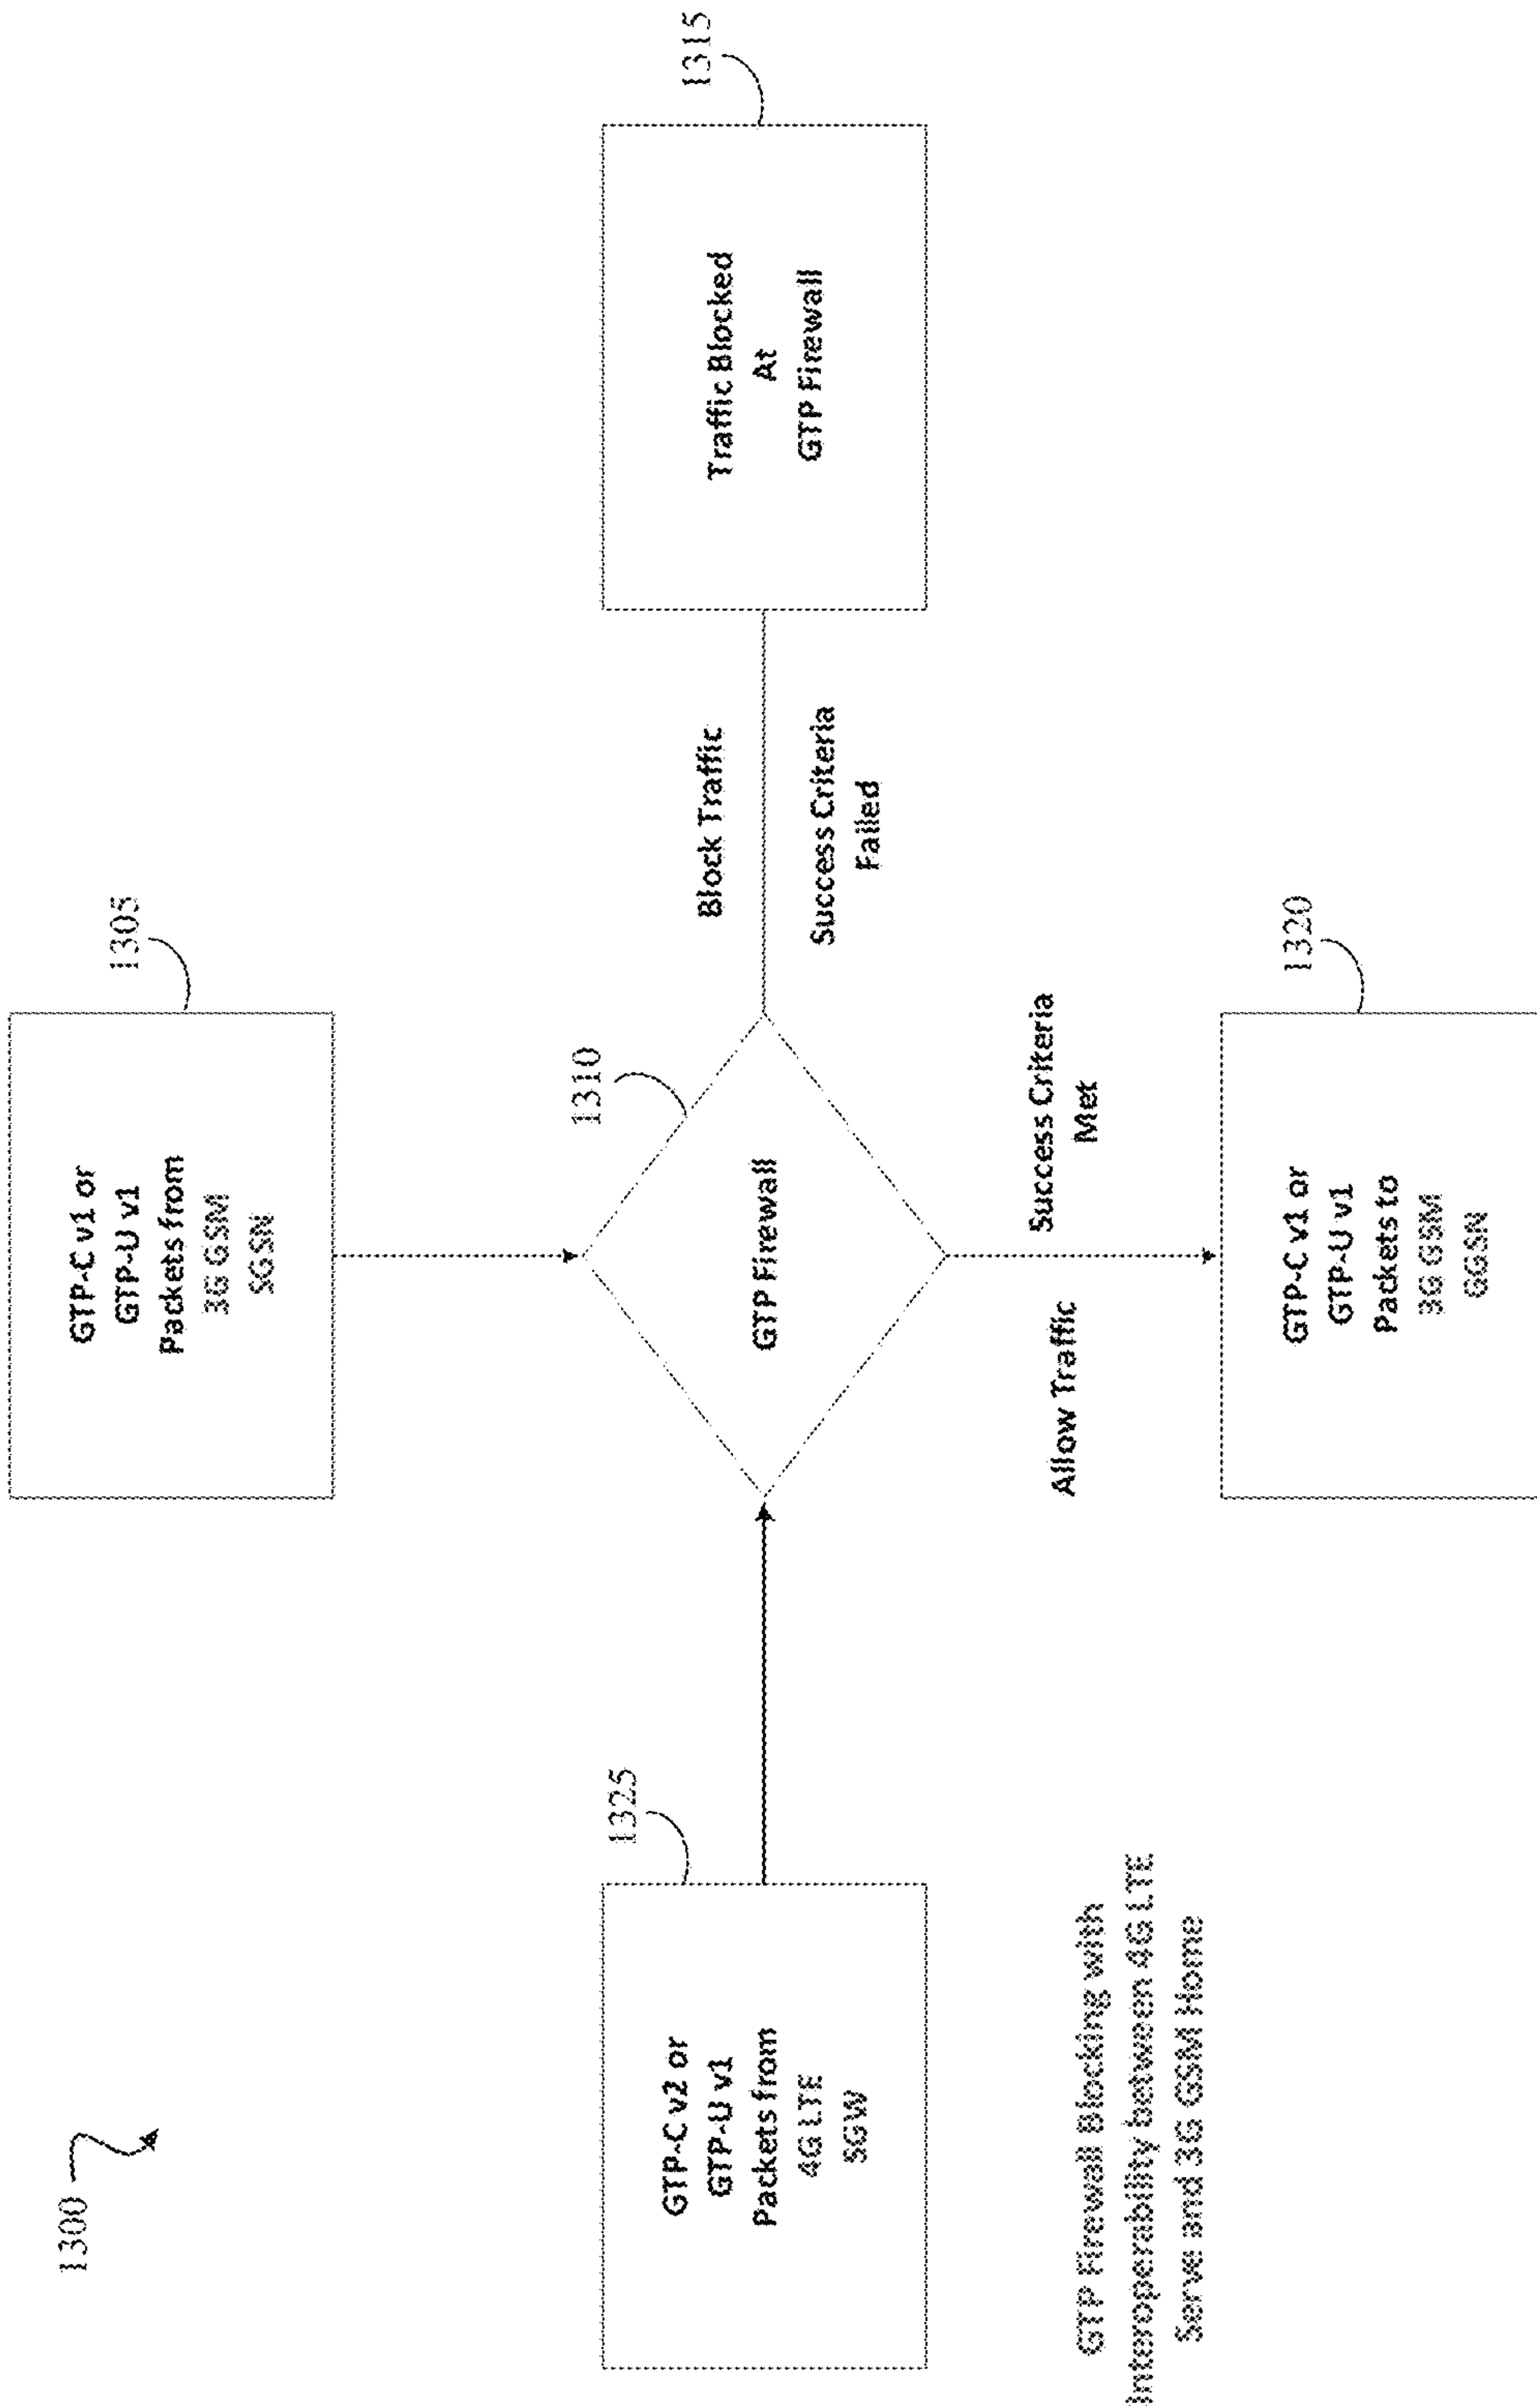 1300
GTP-C v1 or
GTP-U v1
Packets from
3G GSM
SGSN
1305
1325
GTP-C v2 or
GTP-U v1
Packets from
4G LTE
SGW
1310
GTP Firewall
Block Traffic
Success Criteria
Failed
1315
Traffic Blocked
At
GTP Firewall
Allow Traffic
Success Criteria
Met
1320
GTP-C v1 or
GTP-U v1
Packets to
3G GSM
GGSN
GTP Firewall Blocking with
Interoperability between 4G LTE
Serve and 3G GSM Home